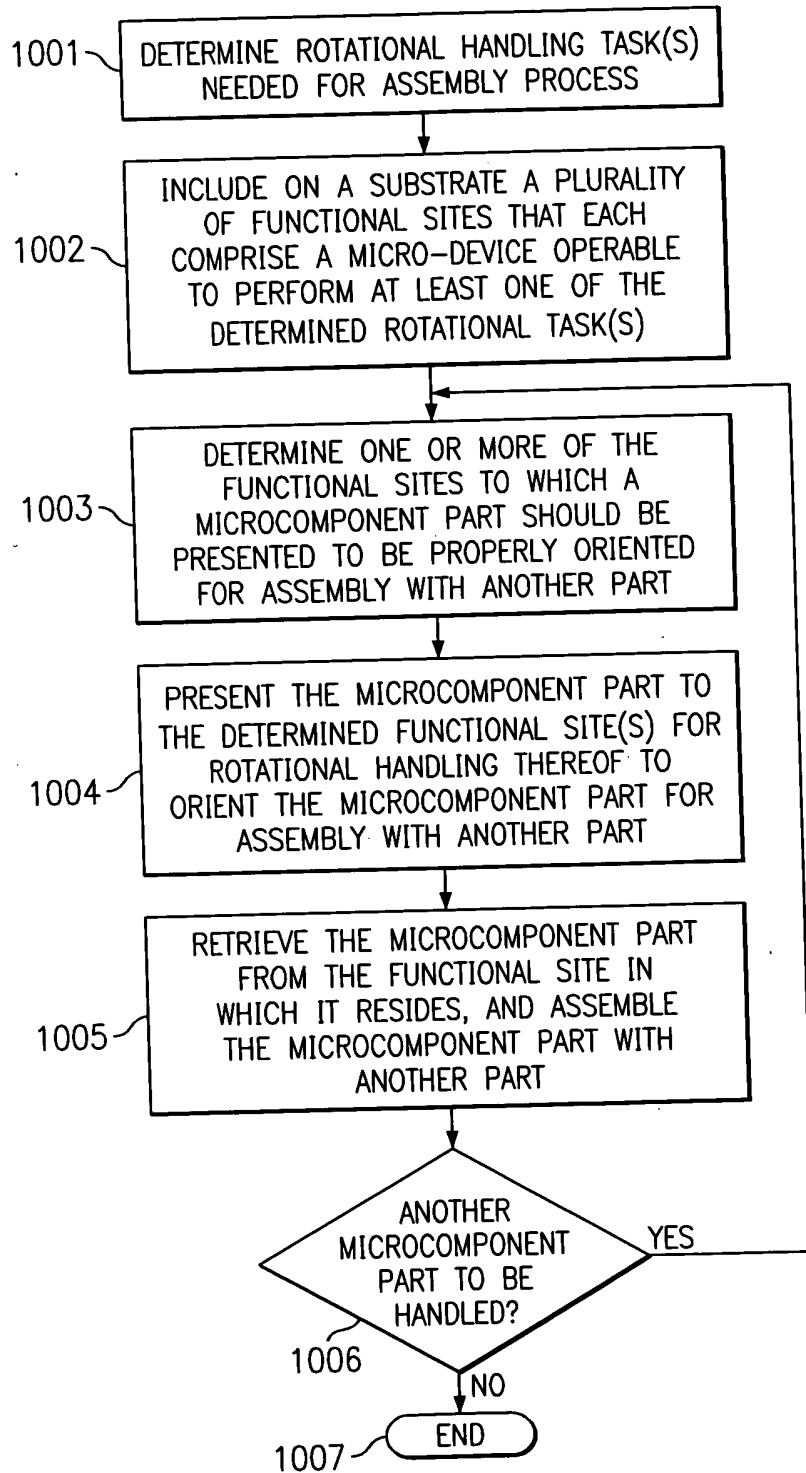 1001
DETERMINE ROTATIONAL HANDLING TASK(S)
NEEDED FOR ASSEMBLY PROCESS
1002
INCLUDE ON A SUBSTRATE A PLURALITY
OF FUNCTIONAL SITES THAT EACH
COMPRISE A MICRO-DEVICE OPERABLE
TO PERFORM AT LEAST ONE OF THE
DETERMINED ROTATIONAL TASK(S)
1003
DETERMINE ONE OR MORE OF THE
FUNCTIONAL SITES TO WHICH A
MICROCOMPONENT PART SHOULD BE
PRESENTED TO BE PROPERLY ORIENTED
FOR ASSEMBLY WITH ANOTHER PART
1004
PRESENT THE MICROCOMPONENT PART TO
THE DETERMINED FUNCTIONAL SITE(S) FOR
ROTATIONAL HANDLING THEREOF TO
ORIENT THE MICROCOMPONENT PART FOR
ASSEMBLY WITH ANOTHER PART
1005
RETRIEVE THE MICROCOMPONENT PART
FROM THE FUNCTIONAL SITE IN
WHICH IT RESIDES, AND ASSEMBLE
THE MICROCOMPONENT PART WITH
ANOTHER PART
ANOTHER
MICROCOMPONENT
PART TO BE
HANDLED?
YES
1006
NO
1007
END